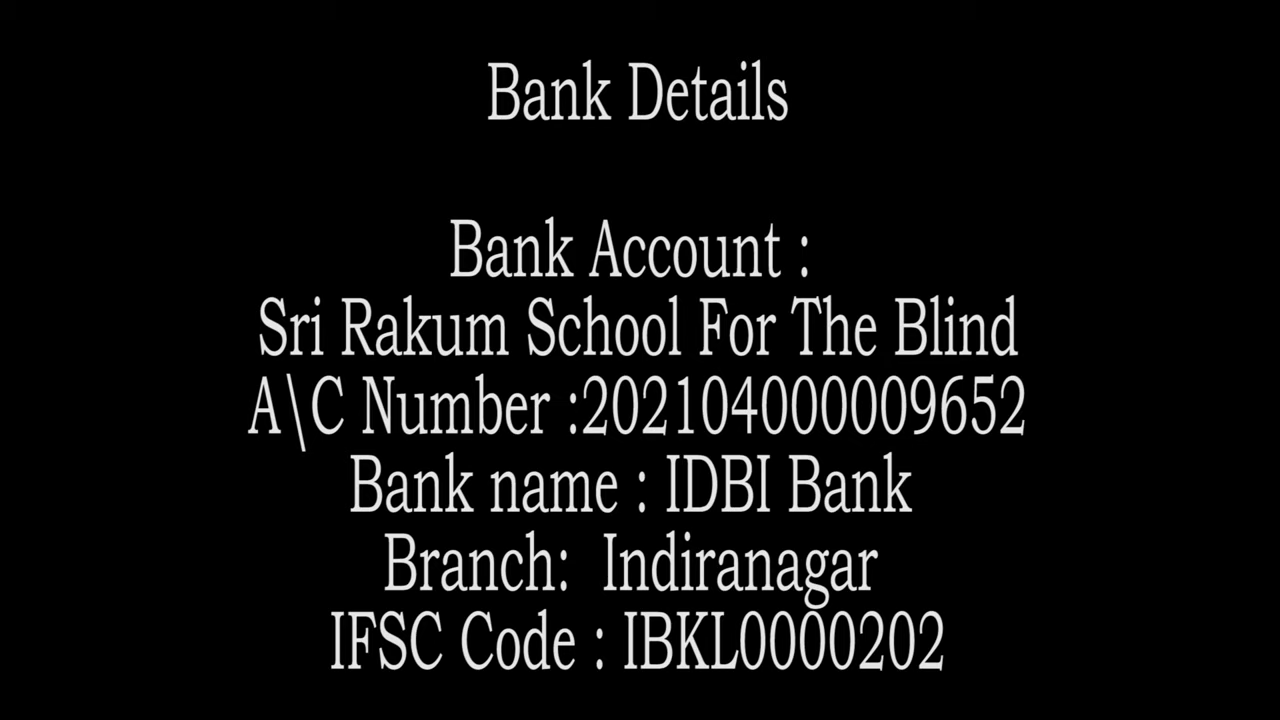 Bank Details
Bank Account :
Sri Rakum School For The Blind
A\C Number :202104000009652
Bank name : IDBI Bank
Branch:  Indiranagar
IFSC Code : IBKL0000202